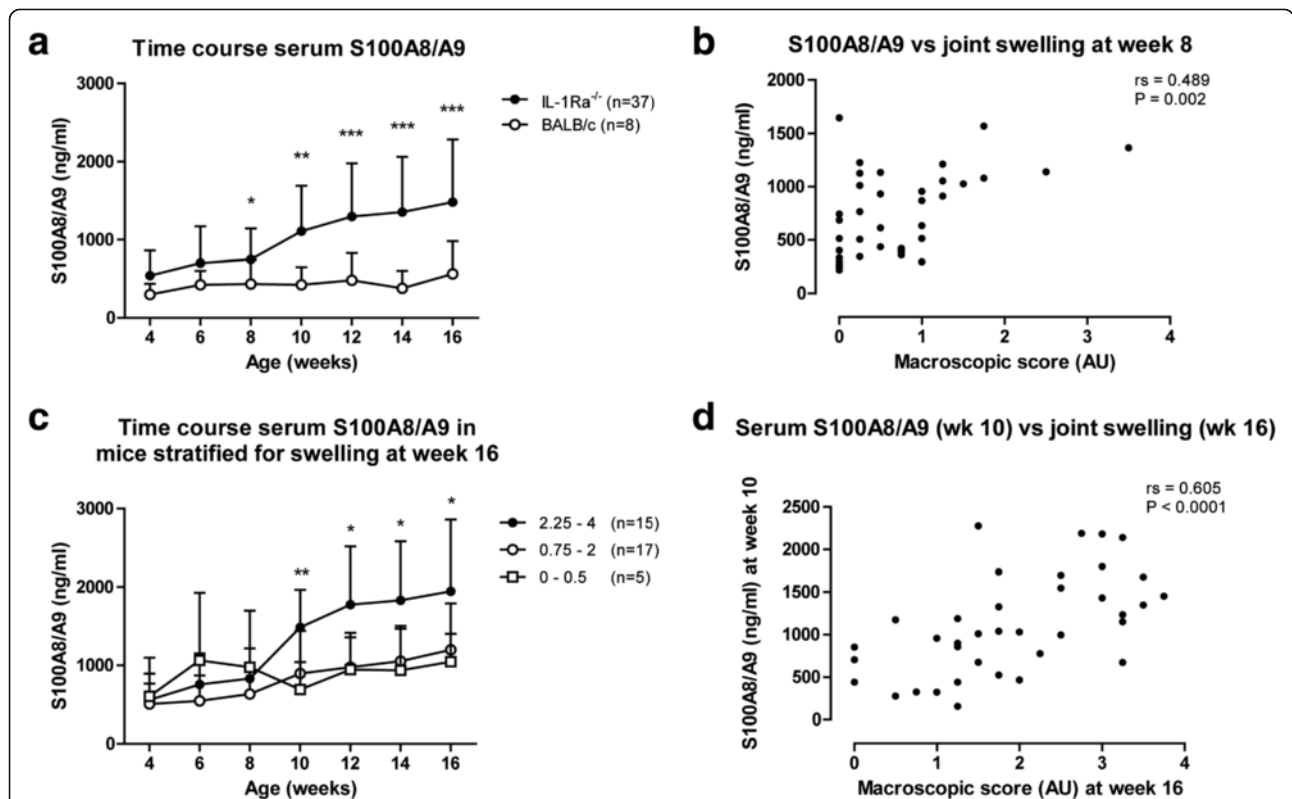 a
Time course serum S100A8/A9
3000
2000
1000
0
S100A8/A9 (ng/ml)
*
**
***
***
***
4 6 8 10 12 14 16
Age (weeks)
IL-1Ra-/- (n=37)
BALB/c (n=8)
b
S100A8/A9 vs joint swelling at week 8
rs = 0.489
P = 0.002
2000
1500
1000
500
0
S100A8/A9 (ng/ml)
0 1 2 3 4
Macroscopic score (AU)
c
Time course serum S100A8/A9 in
mice stratified for swelling at week 16
3000
2000
1000
0
S100A8/A9 (ng/ml)
**
*
*
*
4 6 8 10 12 14 16
Age (weeks)
2.25 - 4 (n=15)
0.75 - 2 (n=17)
0 - 0.5 (n=5)
d
Serum S100A8/A9 (wk 10) vs joint swelling (wk 16)
rs = 0.605
P < 0.0001
2500
2000
1500
1000
500
0
S100A8/A9 (ng/ml) at week 10
0 1 2 3 4
Macroscopic score (AU) at week 16